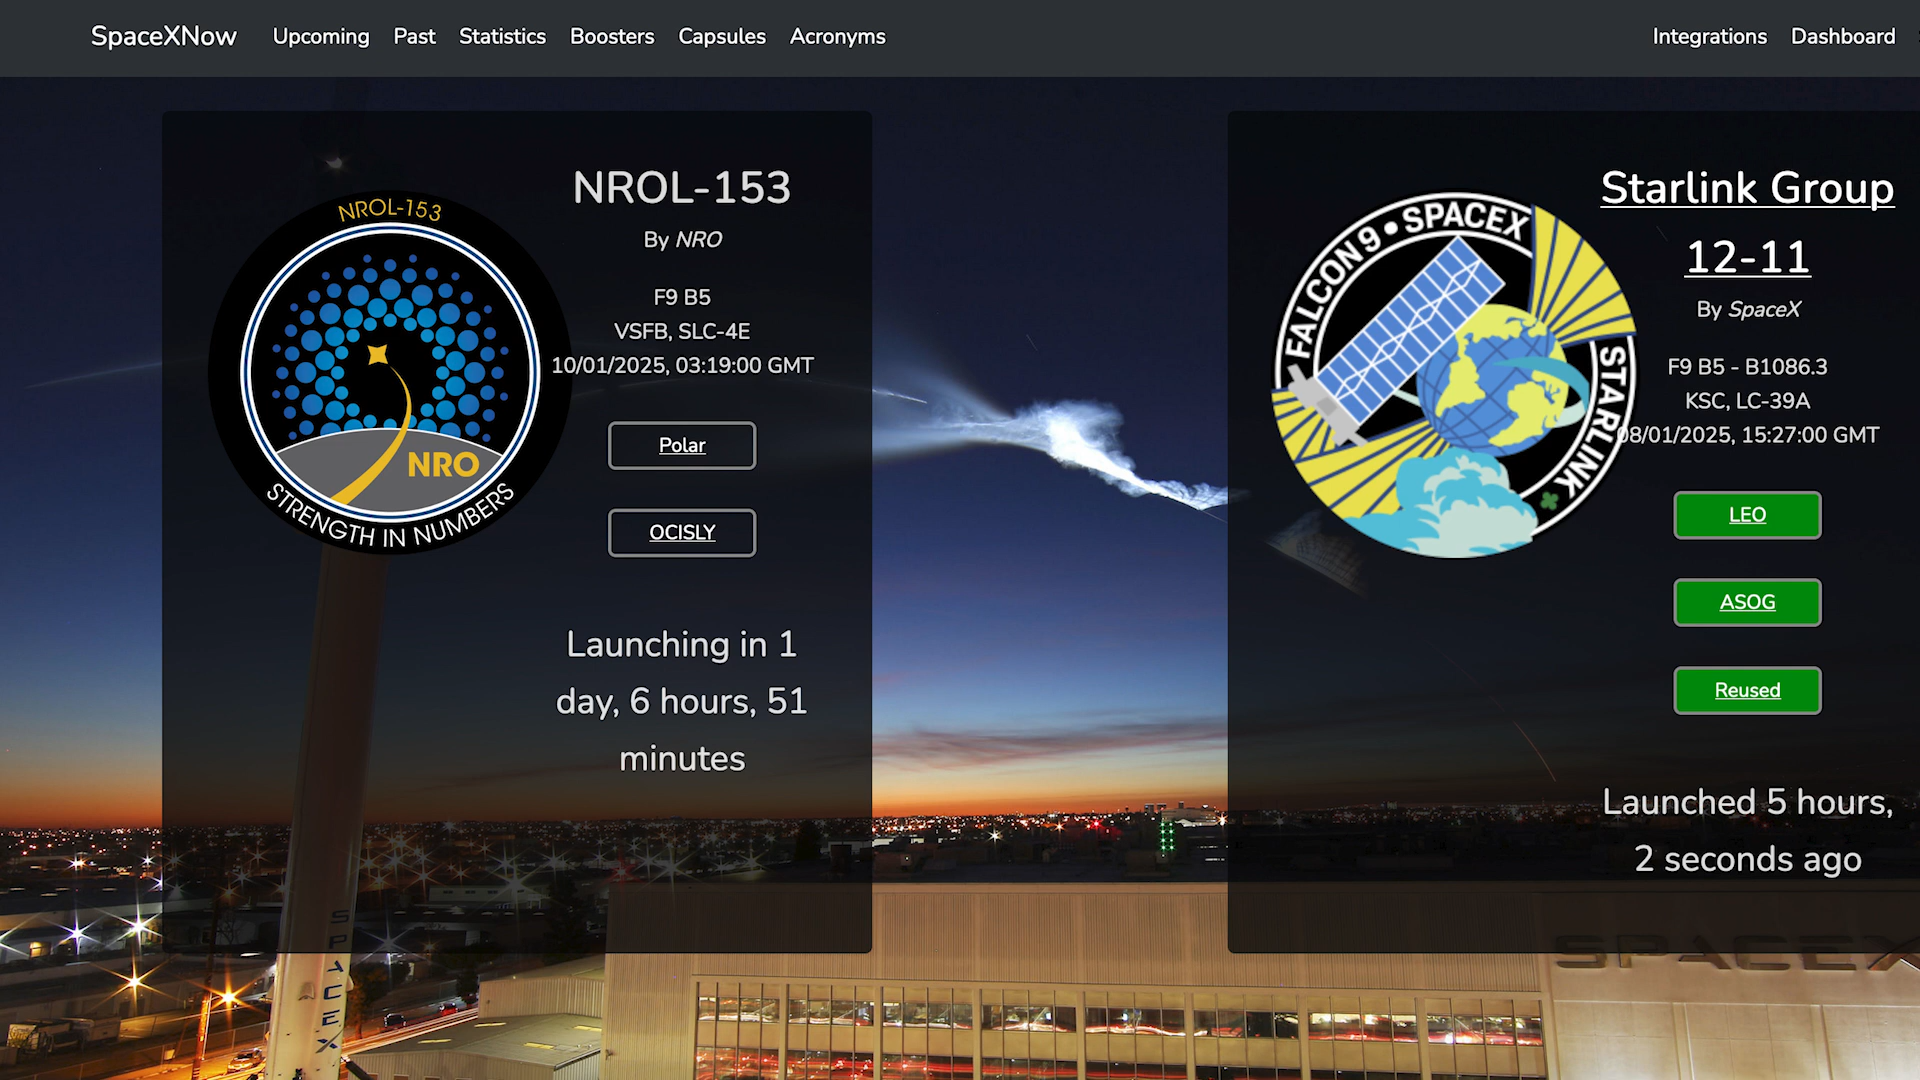 SpaceXNow Upcoming Past Statistics Boosters Capsules Acronyms Integrations Dashboard
NROL-153
NRO
STRENGTH IN NUMBERS
NROL-153
By NRO
F9 B5
VSFB, SLC-4E
10/01/2025, 03:19:00 GMT
Polar
OCISLY
Launching in 1
day, 6 hours, 51
minutes
FALCON 9 • SPACEX
STARLINK
Starlink Group
12-11
By SpaceX
F9 B5 - B1086.3
KSC, LC-39A
08/01/2025, 15:27:00 GMT
LEO
ASOG
Reused
Launched 5 hours,
2 seconds ago
SPACEX
SPACEX